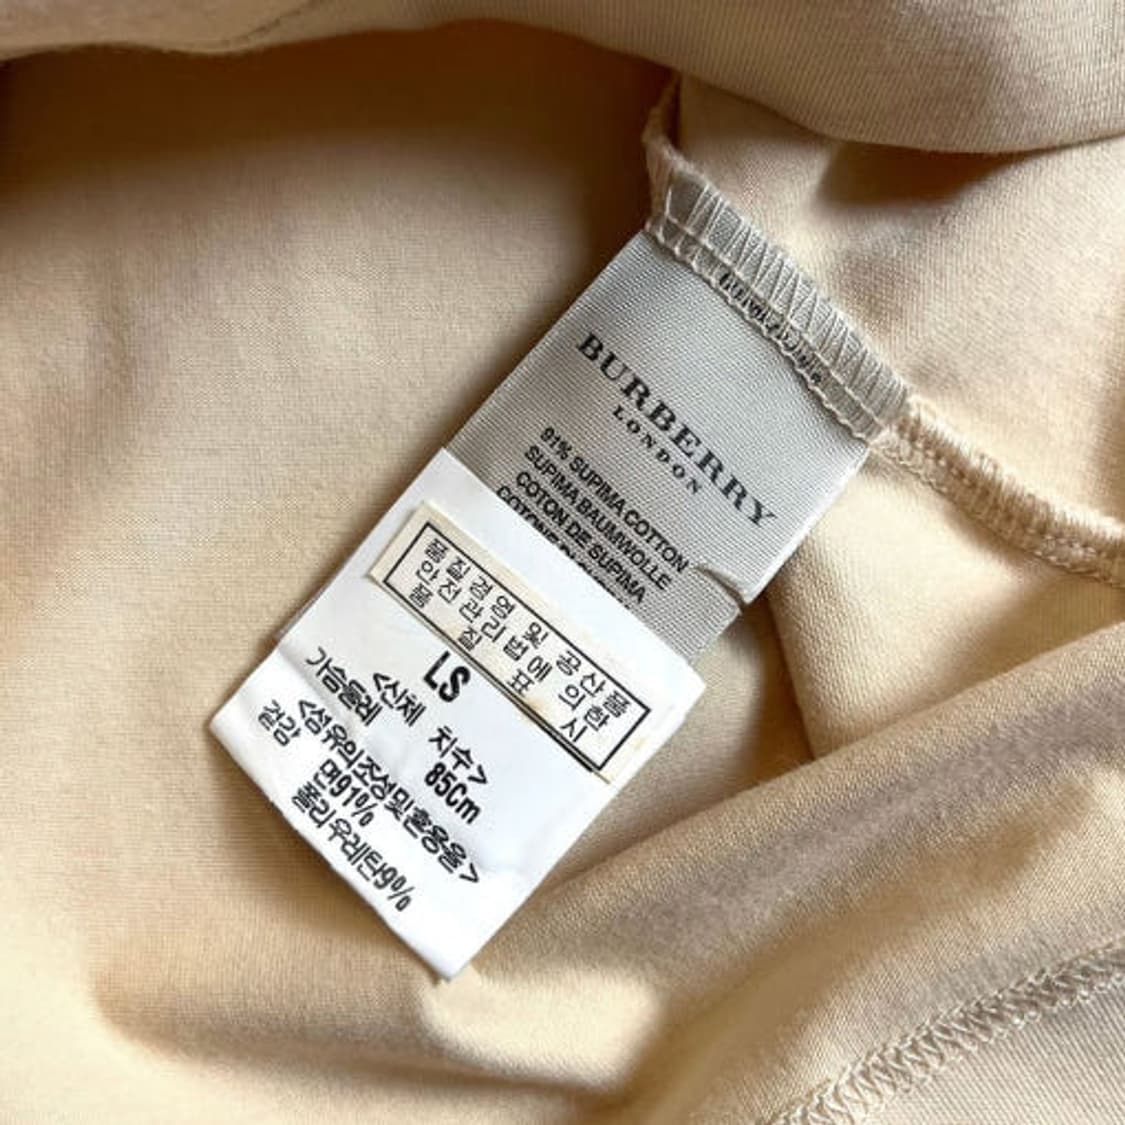 BURBERRY
LONDON
91% SUPIMA COTTON
SUPIMA BAUMWOLLE
COTON DE SUPIMA
품질경영 및 공산품
안전관리법에 의한
품 질 표 시
LS
<신체 치수>
가슴둘레 85Cm
<섬유의조성및혼용율>
겉감 면91%
폴리우레탄9%